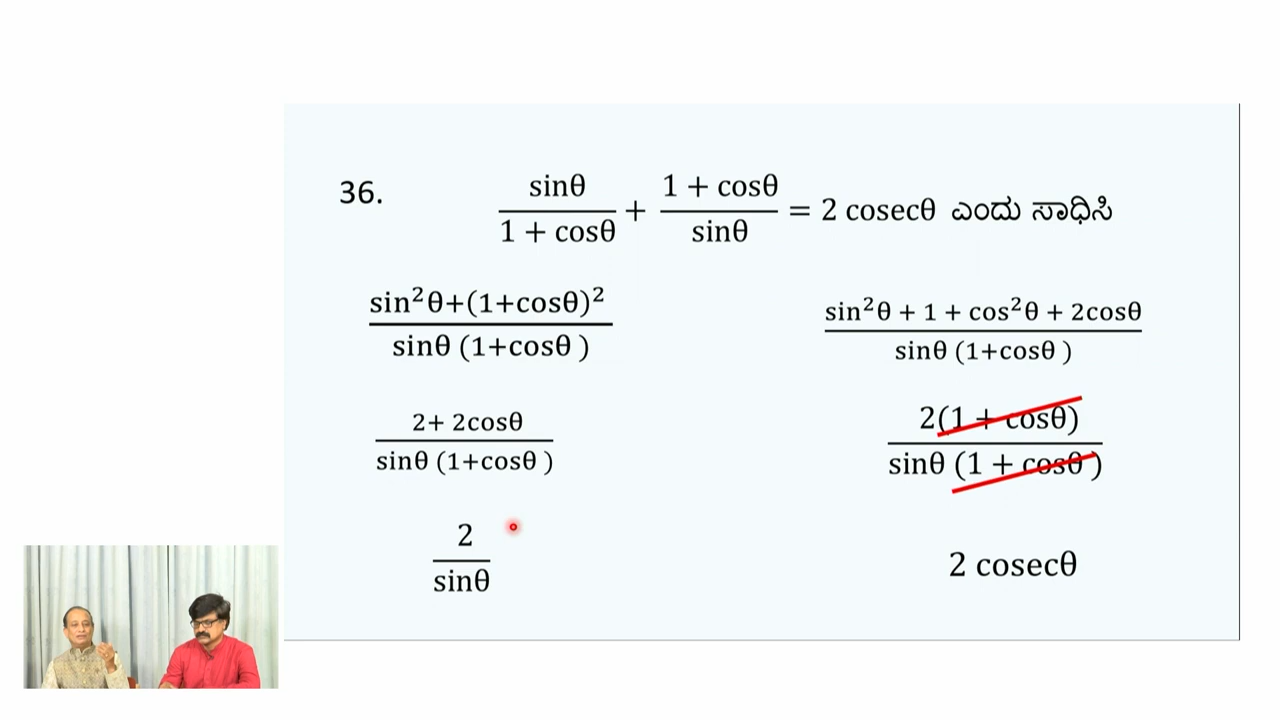 36. sinθ/(1 + cosθ) + (1 + cosθ)/sinθ = 2 cosecθ ಎಂದು ಸಾಧಿಸಿ
(sin²θ+(1+cosθ)²)/(sinθ (1+cosθ ))
(sin²θ + 1 + cos²θ + 2cosθ)/(sinθ (1+cosθ ))
(2+ 2cosθ)/(sinθ (1+cosθ ))
2(1 + cosθ)/(sinθ (1 + cosθ ))
2/sinθ
2 cosecθ